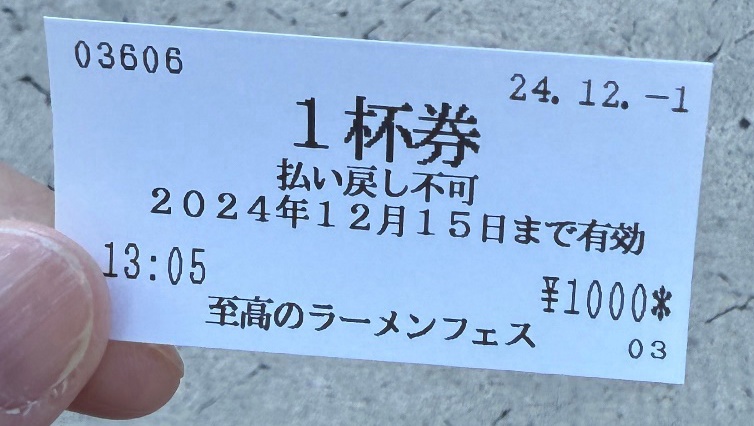 03606
24.12.-1
１杯券
払い戻し不可
２０２４年１２月１５日まで有効
13:05
¥1000*
至高のラーメンフェス
03